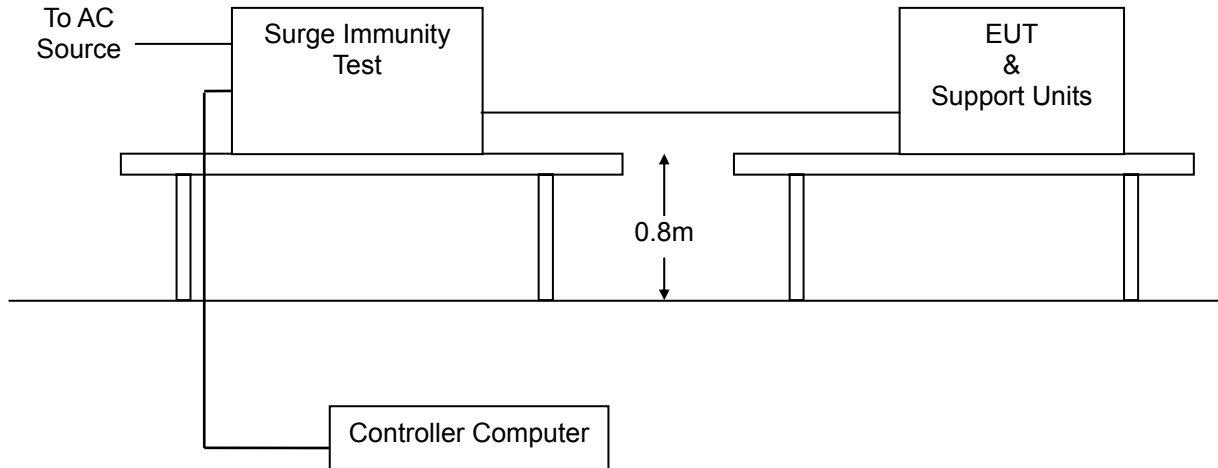 To AC
Source
Surge Immunity
Test
EUT
&
Support Units
0.8m
Controller Computer